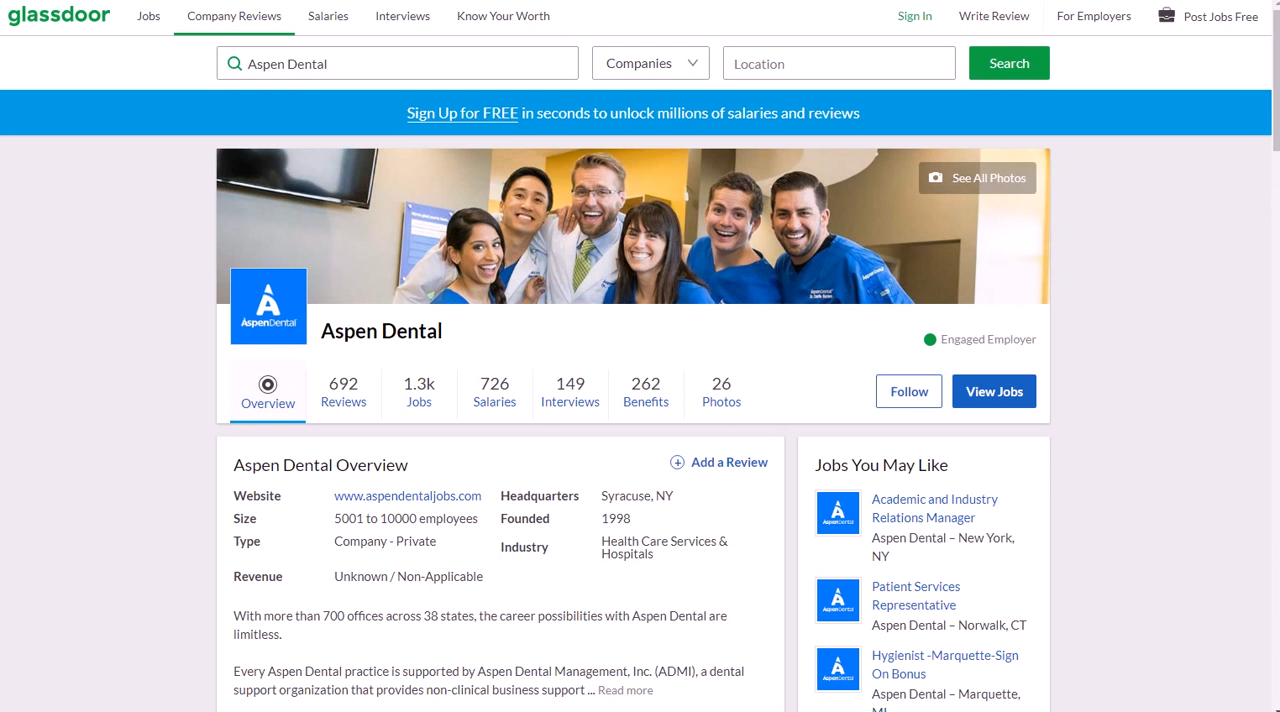 glassdoor
Jobs
Company Reviews
Salaries
Interviews
Know Your Worth
Sign In
Write Review
For Employers
Post Jobs Free
Aspen Dental
Companies
Location
Search
Sign Up for FREE in seconds to unlock millions of salaries and reviews
See All Photos
AspenDental
Aspen Dental
Engaged Employer
Overview
692
Reviews
1.3k
Jobs
726
Salaries
149
Interviews
262
Benefits
26
Photos
Follow
View Jobs
Aspen Dental Overview
Add a Review
Website www.aspendentaljobs.com Headquarters Syracuse, NY
Size 5001 to 10000 employees Founded 1998
Type Company - Private Industry Health Care Services &
Hospitals
Revenue Unknown / Non-Applicable
With more than 700 offices across 38 states, the career possibilities with Aspen Dental are
limitless.
Every Aspen Dental practice is supported by Aspen Dental Management, Inc. (ADMI), a dental
support organization that provides non-clinical business support ... Read more
Jobs You May Like
AspenDental
Academic and Industry
Relations Manager
Aspen Dental – New York,
NY
AspenDental
Patient Services
Representative
Aspen Dental – Norwalk, CT
AspenDental
Hygienist -Marquette-Sign
On Bonus
Aspen Dental – Marquette,
MI